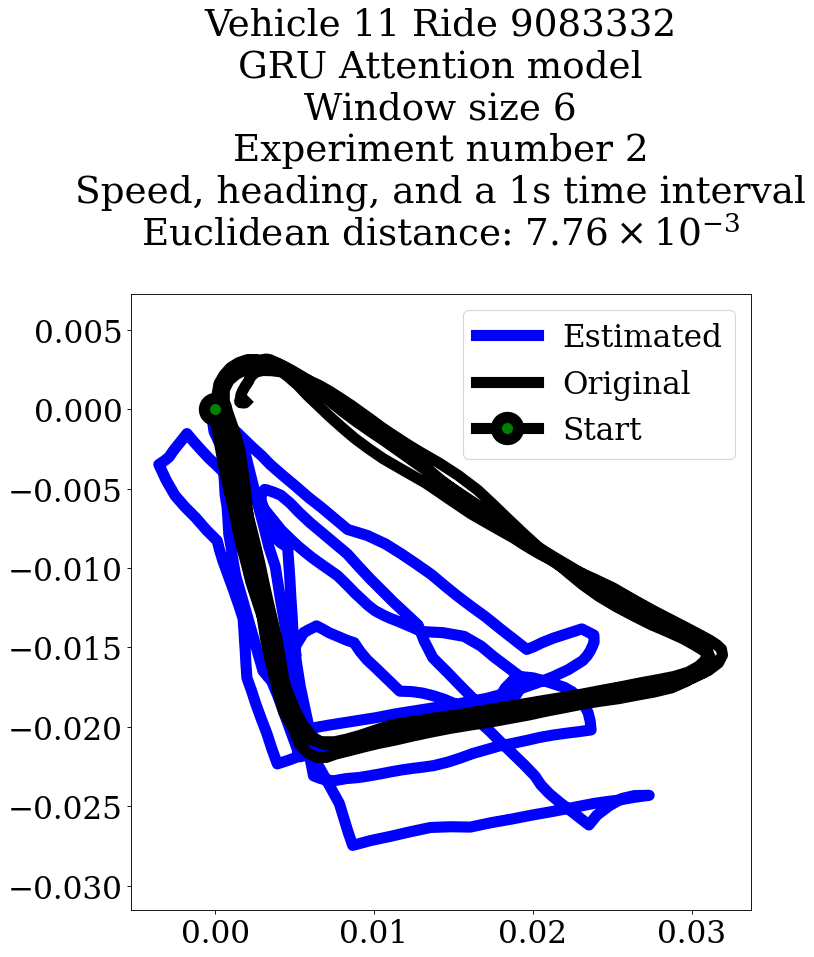 Vehicle 11 Ride 9083332
GRU Attention model
Window size 6
Experiment number 2
Speed, heading, and a 1s time interval
Euclidean distance: 7.76 × 10⁻³
Estimated
Original
Start
0.005
0.000
−0.005
−0.010
−0.015
−0.020
−0.025
−0.030
0.00 0.01 0.02 0.03